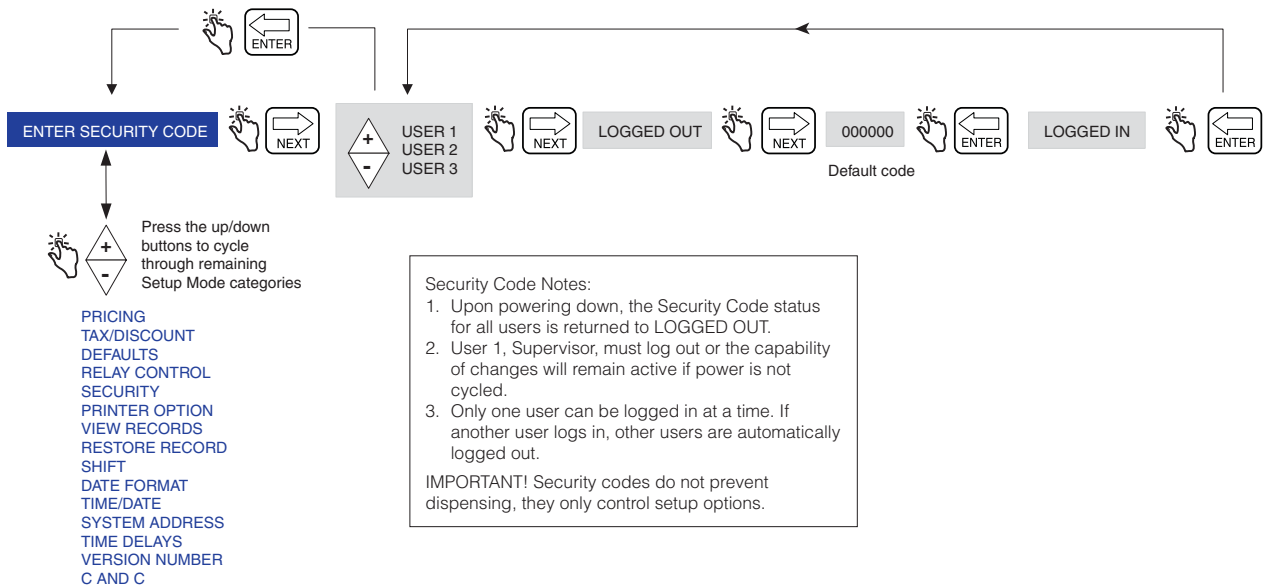 ENTER
ENTER SECURITY CODE
NEXT
+
-
USER 1
USER 2
USER 3
NEXT
LOGGED OUT
NEXT
000000
Default code
ENTER
LOGGED IN
ENTER
+
-
Press the up/down
buttons to cycle
through remaining
Setup Mode categories
PRICING
TAX/DISCOUNT
DEFAULTS
RELAY CONTROL
SECURITY
PRINTER OPTION
VIEW RECORDS
RESTORE RECORD
SHIFT
DATE FORMAT
TIME/DATE
SYSTEM ADDRESS
TIME DELAYS
VERSION NUMBER
C AND C
Security Code Notes:
1. Upon powering down, the Security Code status
for all users is returned to LOGGED OUT.
2. User 1, Supervisor, must log out or the capability
of changes will remain active if power is not
cycled.
3. Only one user can be logged in at a time. If
another user logs in, other users are automatically
logged out.
IMPORTANT! Security codes do not prevent
dispensing, they only control setup options.